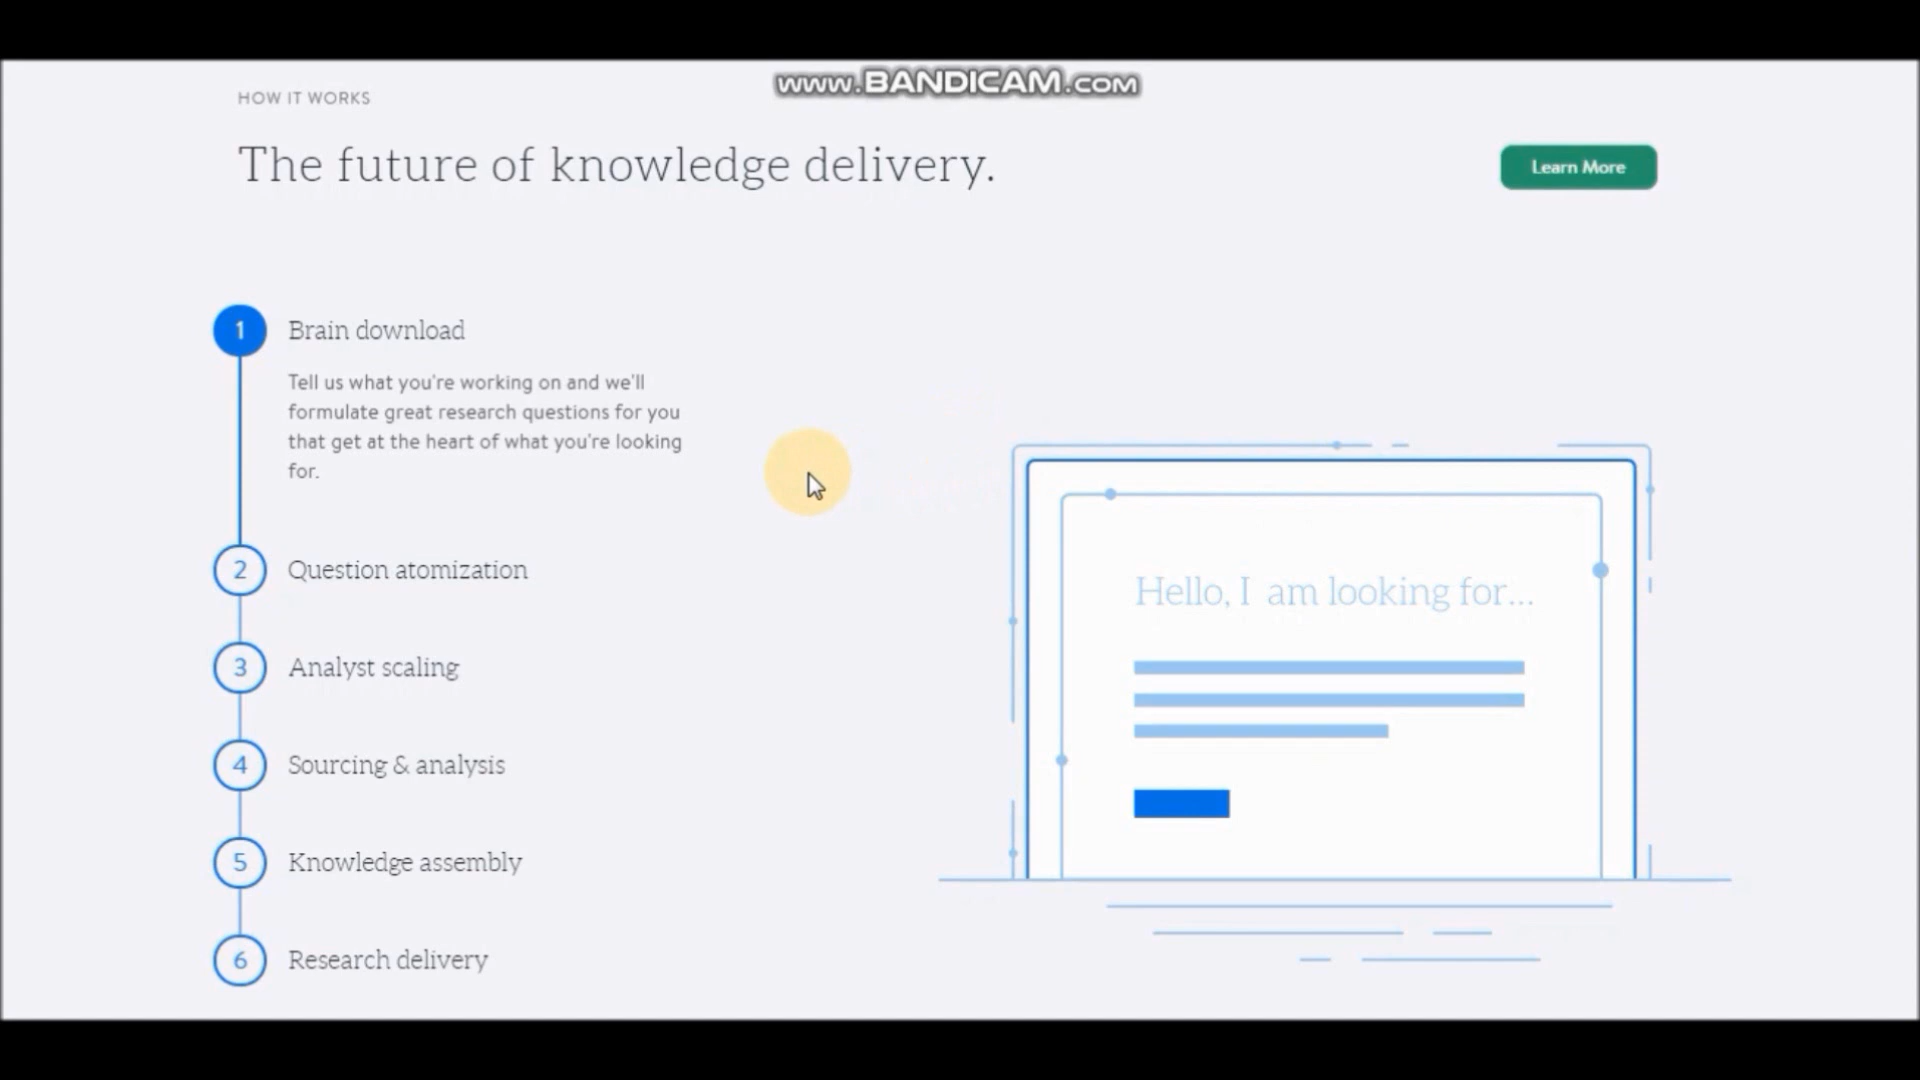 www.BANDICAM.com
HOW IT WORKS
The future of knowledge delivery.
Learn More
1 Brain download
Tell us what you're working on and we'll
formulate great research questions for you
that get at the heart of what you're looking
for.
2 Question atomization
3 Analyst scaling
4 Sourcing & analysis
5 Knowledge assembly
6 Research delivery
Hello, I am looking for...